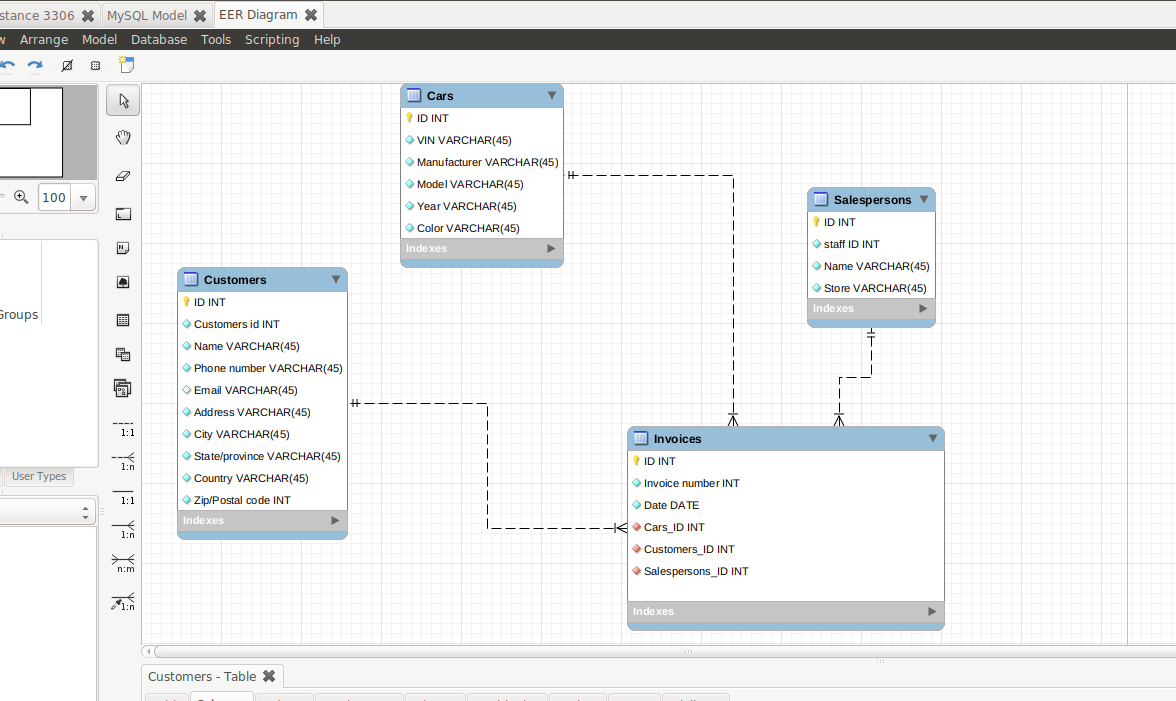 stance 3306 MySQL Model EER Diagram
w Arrange Model Database Tools Scripting Help
100
Groups
User Types
1:1
1:n
1:1
1:n
n:m
1:n
Cars
ID INT
VIN VARCHAR(45)
Manufacturer VARCHAR(45)
Model VARCHAR(45)
Year VARCHAR(45)
Color VARCHAR(45)
Indexes
Salespersons
ID INT
staff ID INT
Name VARCHAR(45)
Store VARCHAR(45)
Indexes
Customers
ID INT
Customers id INT
Name VARCHAR(45)
Phone number VARCHAR(45)
Email VARCHAR(45)
Address VARCHAR(45)
City VARCHAR(45)
State/province VARCHAR(45)
Country VARCHAR(45)
Zip/Postal code INT
Indexes
Invoices
ID INT
Invoice number INT
Date DATE
Cars_ID INT
Customers_ID INT
Salespersons_ID INT
Indexes
Customers - Table